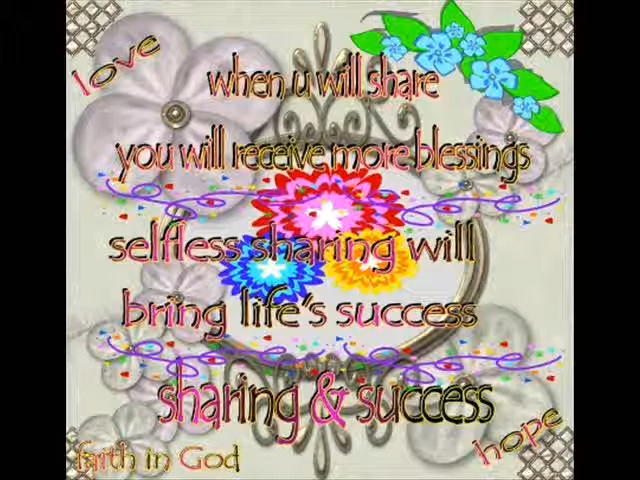 love
when u will share
you will receive more blessings
selfless sharing will
bring life's success
sharing & success
hope
faith in God